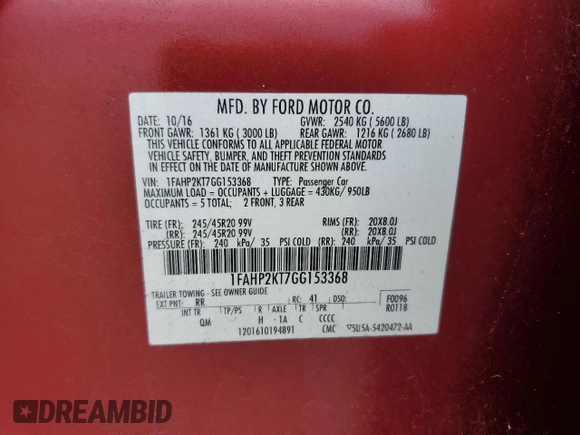 MFD. BY FORD MOTOR CO.
DATE: 10/16 GVWR: 2540 KG ( 5600 LB)
FRONT GAWR: 1361 KG ( 3000 LB) REAR GAWR: 1216 KG ( 2680 LB)
THIS VEHICLE CONFORMS TO ALL APPLICABLE FEDERAL MOTOR
VEHICLE SAFETY, BUMPER, AND THEFT PREVENTION STANDARDS
IN EFFECT ON THE DATE OF MANUFACTURE SHOWN ABOVE.
VIN: 1FAHP2KT7GG153368 TYPE: Passenger Car
MAXIMUM LOAD = OCCUPANTS + LUGGAGE = 430KG/ 950LB
OCCUPANTS = 5 TOTAL; 2 FRONT, 3 REAR
TIRE (FR): 245/45R20 99V RIMS (FR): 20X8.0J
(RR): 245/45R20 99V (RR): 20X8.0J
PRESSURE (FR): 240 kPa/ 35 PSI COLD (RR): 240 kPa/ 35 PSI COLD
1FAHP2KT7GG153368
TRAILER TOWING - SEE OWNER GUIDE
EXT PNT: RR RC: 41 DSO: F0096
INT TR TP/PS R AXLE TR SPR R0118
QM H - 1A C CCCC
1201610194891 CMC 5U5A-5420472-AA
DREAMBID